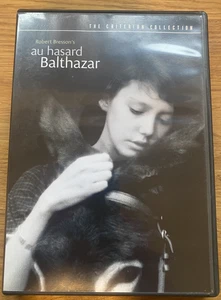 THE CRITERION COLLECTION
Robert Bresson's
au hasard
Balthazar